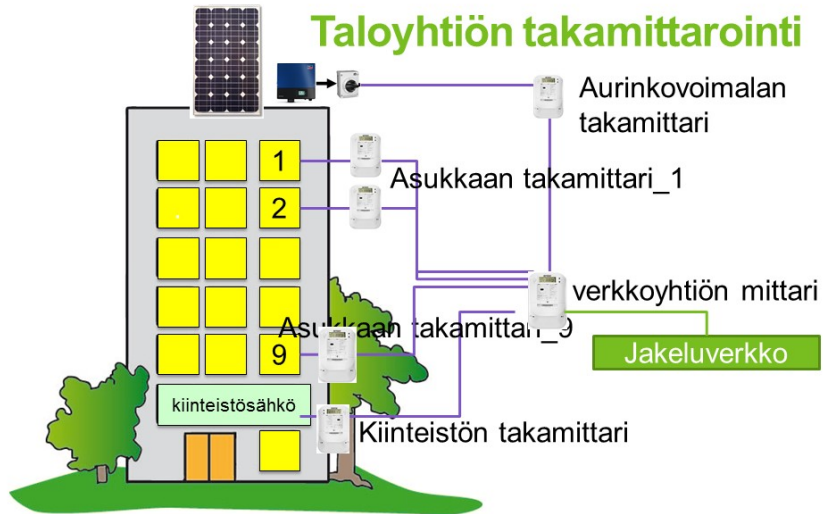 Taloyhtiön takamittarointi
Aurinkovoimalan
takamittari
1
Asukkaan takamittari_1
2
verkkoyhtiön mittari
Asukkaan takamittari_9
9
Jakeluverkko
kiinteistösähkö
Kiinteistön takamittari